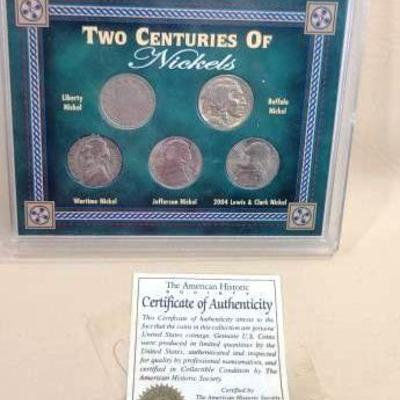 TWO CENTURIES OF
Nickels
Liberty
Nickel
Buffalo
Nickel
Wartime Nickel
Jefferson Nickel
2004 Lewis & Clark Nickel
The American Historic
SOCIETY
Certificate of Authenticity
This Certificate of Authenticity attests to the
fact that the coins in this collection are genuine
United States coinage. Genuine U.S. Coins
were produced in limited quantities by the
United States, authenticated and inspected
for quality by professional numismatists, and
certified in Collectible Condition by The
American Historic Society.
Certified by
The American Historic Society